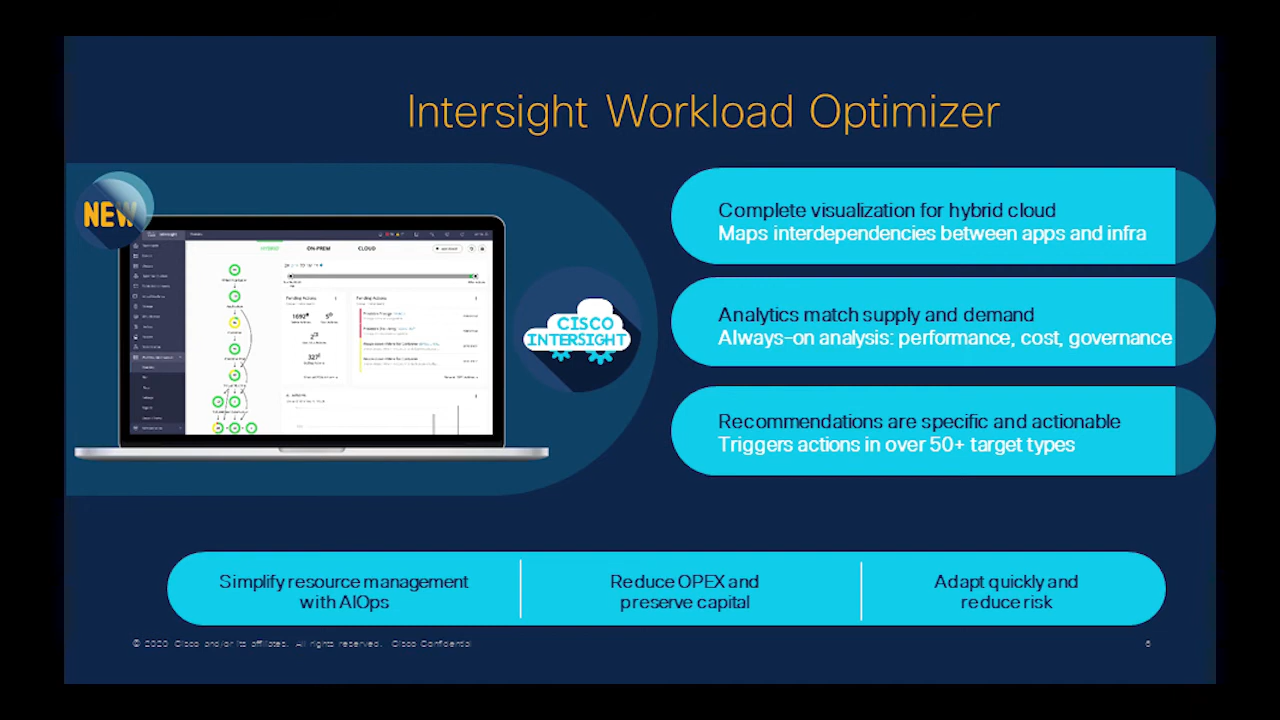 Intersight Workload Optimizer
NEW
HYBRID
ON-PREM
CLOUD
Pending Actions
Pending Actions
CISCO
INTERSIGHT
Complete visualization for hybrid cloud
Maps interdependencies between apps and infra
Analytics match supply and demand
Always-on analysis: performance, cost, governance
Recommendations are specific and actionable
Triggers actions in over 50+ target types
Simplify resource management
with AIOps
Reduce OPEX and
preserve capital
Adapt quickly and
reduce risk
© 2020 Cisco and/or its affiliates. All rights reserved. Cisco Confidential
6